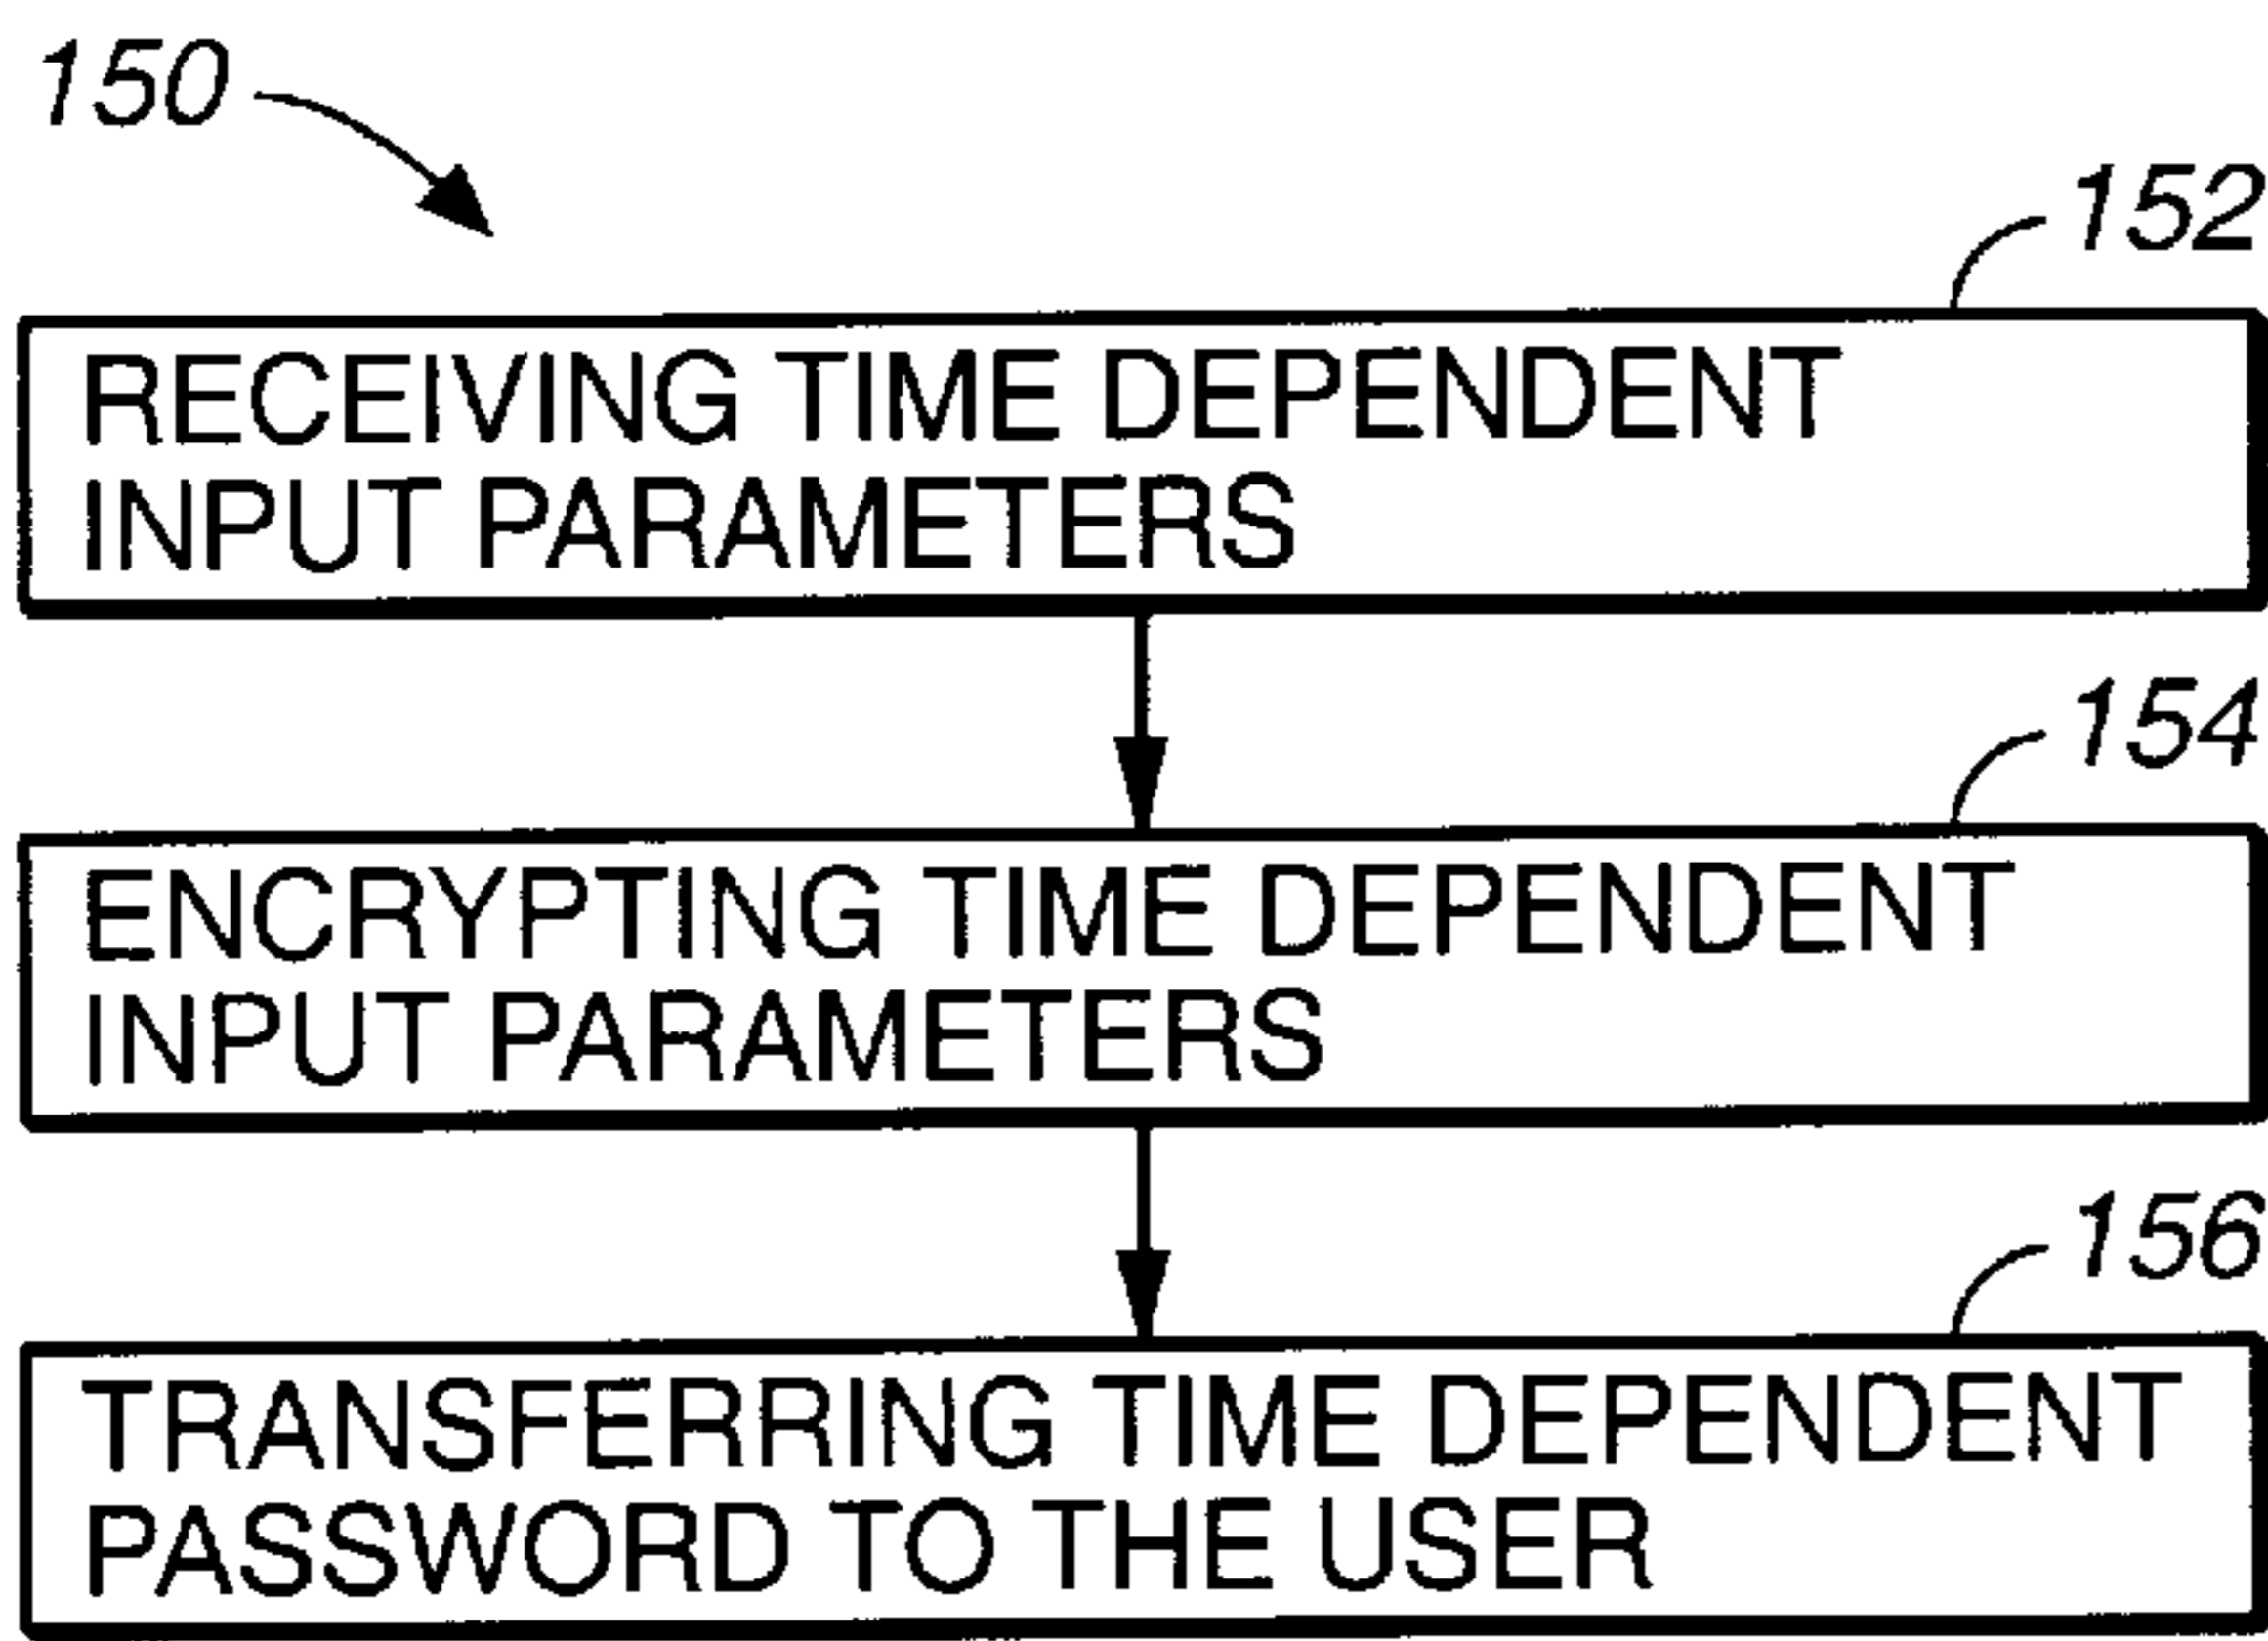 150
152
RECEIVING TIME DEPENDENT
INPUT PARAMETERS
154
ENCRYPTING TIME DEPENDENT
INPUT PARAMETERS
156
TRANSFERRING TIME DEPENDENT
PASSWORD TO THE USER